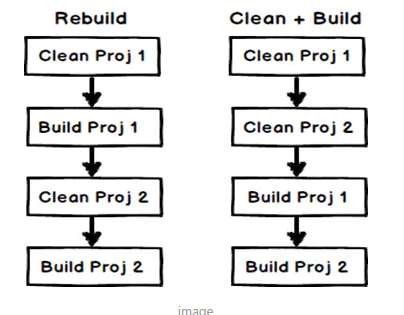 Rebuild
Clean Proj 1
Build Proj 1
Clean Proj 2
Build Proj 2
Clean + Build
Clean Proj 1
Clean Proj 2
Build Proj 1
Build Proj 2
image